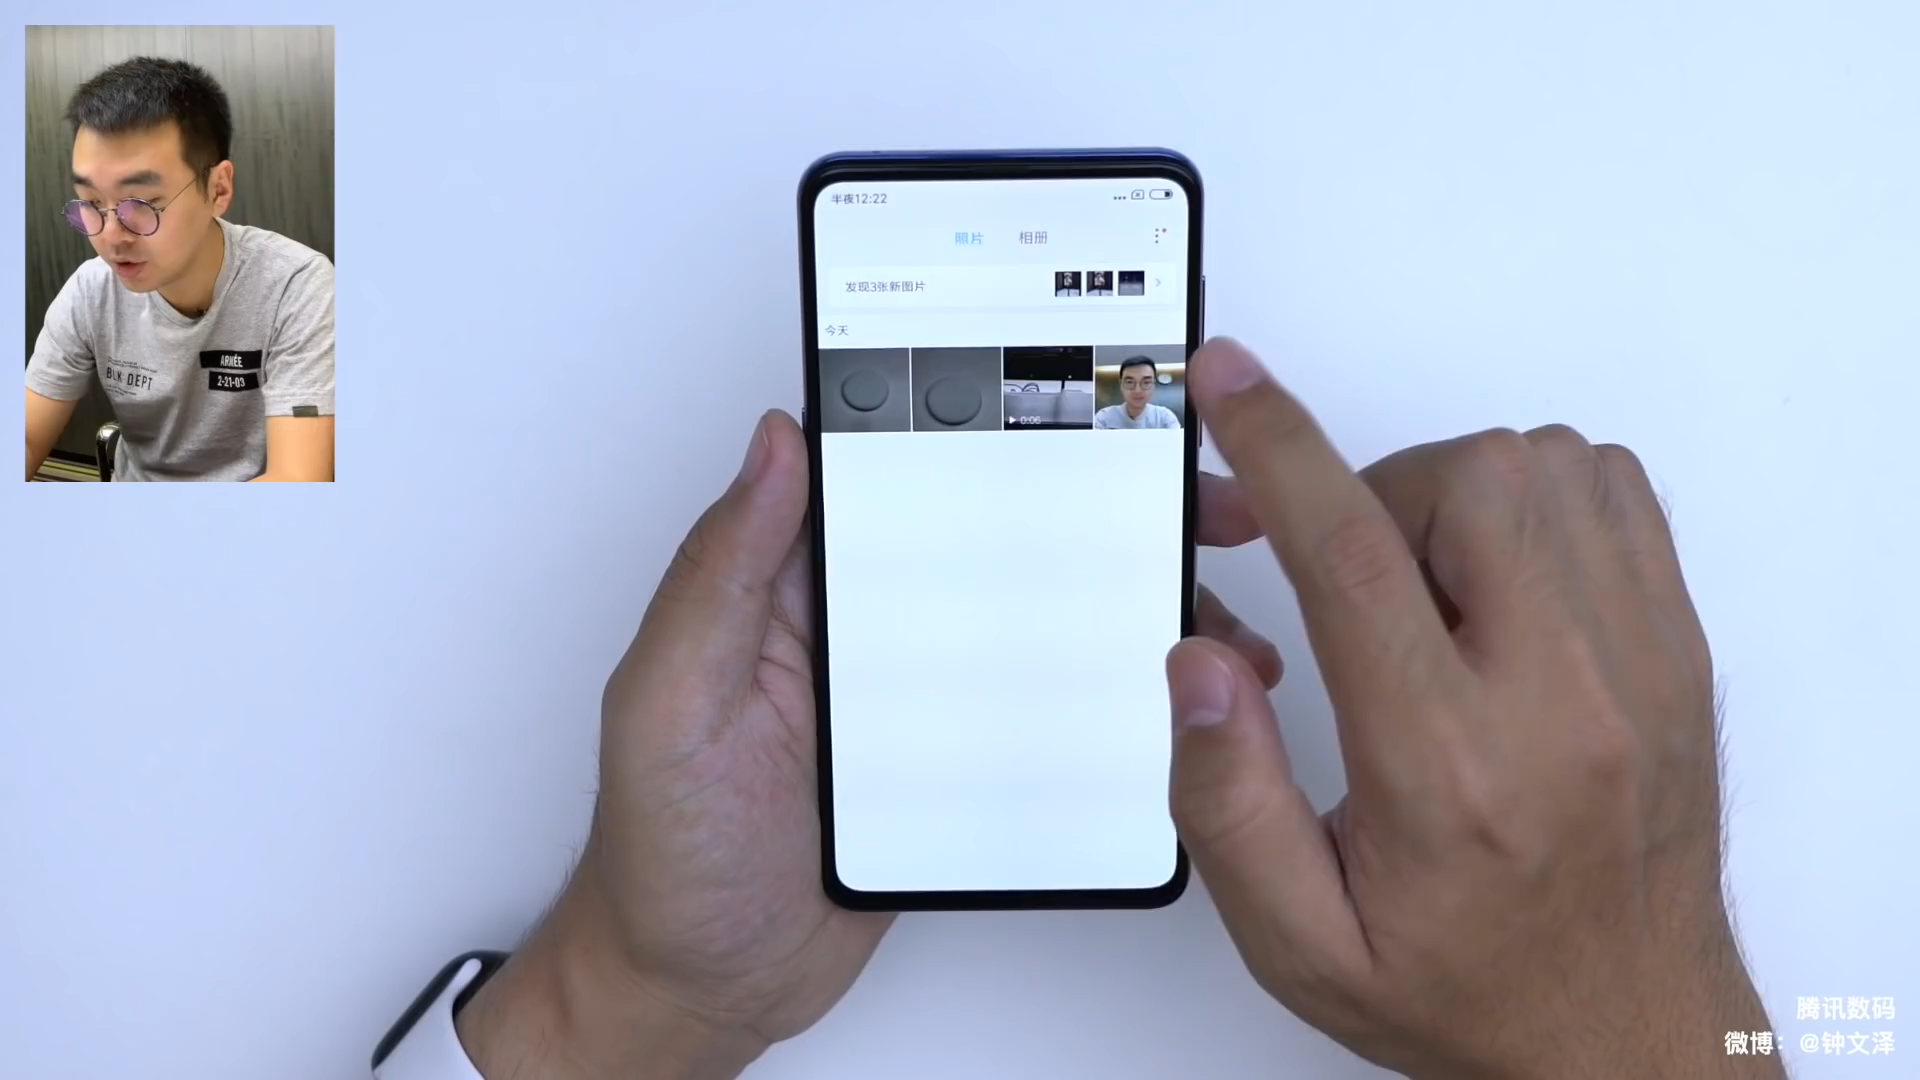 ARNÉE
BLK DEPT
2-21-03
半夜12:22
照片 相册
发现3张新图片
今天
0:06
腾讯数码
微博：@钟文泽